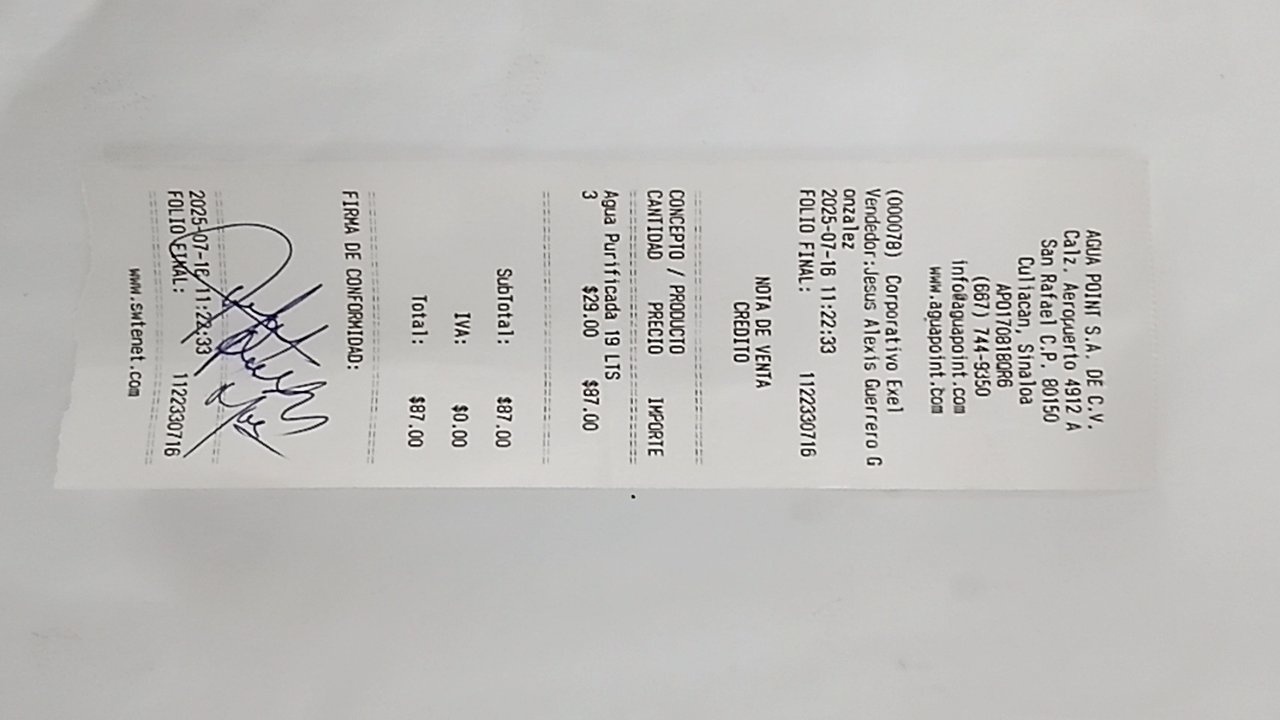 AGUA POINT S.A. DE C.V.
Calz. Aeropuerto 4912 A
San Rafael C.P. 80150
Culiacan, Sinaloa
APO170818QR6
(667) 744-9350
info@aguapoint.com
www.aguapoint.com
(000078) Corporativo Exel
Vendedor:Jesus Alexis Guerrero G
onzalez
2025-07-16 11:22:33
FOLIO FINAL: 1122330716
NOTA DE VENTA
CREDITO
CONCEPTO / PRODUCTO
CANTIDAD PRECIO IMPORTE
Agua Purificada 19 LTS
3 $29.00 $87.00
SubTotal: $87.00
IVA: $0.00
Total: $87.00
FIRMA DE CONFORMIDAD:
2025-07-16 11:22:33
FOLIO FINAL: 1122330716
www.swtenet.com